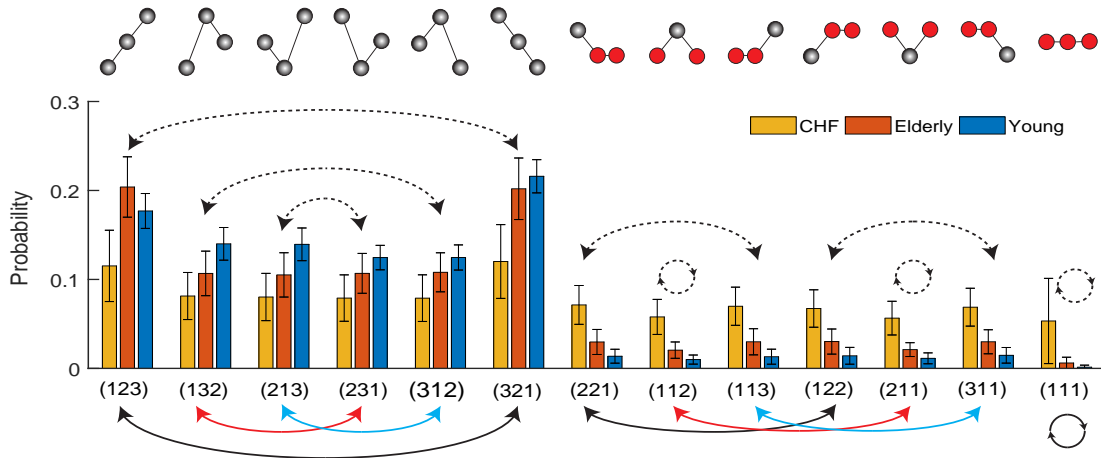 0.3
CHF Elderly Young
0.2
Probability
0.1
0
(123) (132) (213) (231) (312) (321) (221) (112) (113) (122) (211) (311) (111)